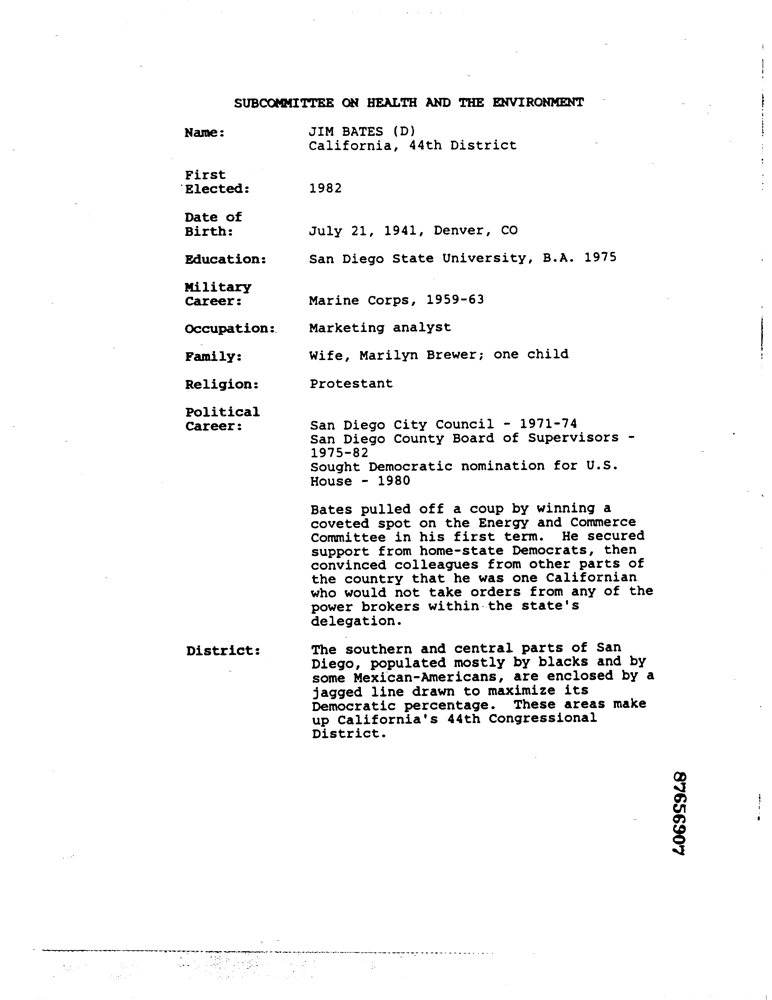 SUBCOMMITTEE ON HEALTH AND THE ENVIRONMENT
Name: JIM BATES (D)
California, 44th District
First
Elected: 1982
Date of
Birth: July 21, 1941, Denver, CO
Education: San Diego State University, B.A. 1975
Military
Career: Marine Corps, 1959-63
Occupation: Marketing analyst
Family: Wife, Marilyn Brewer; one child
Religion: Protestant
Political
Career: San Diego City Council - 1971-74
San Diego County Board of Supervisors -
1975-82
Sought Democratic nomination for U.S.
House - 1980
Bates pulled off a coup by winning a
coveted spot on the Energy and Commerce
Committee in his first term. He secured
support from home-state Democrats, then
convinced colleagues from other parts of
the country that he was one Californian
who would not take orders from any of the
power brokers within the state's
delegation.
District: The southern and central parts of San
Diego, populated mostly by blacks and by
some Mexican-Americans, are enclosed by a
jagged line drawn to maximize its
Democratic percentage. These areas make
up California's 44th Congressional
District.
87656907